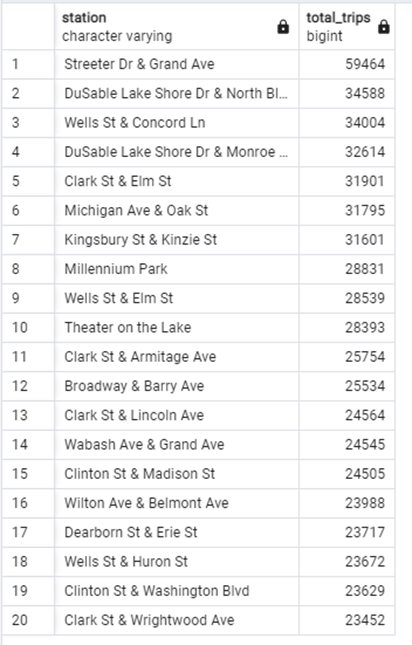 station total_trips
character varying bigint
1 Streeter Dr & Grand Ave 59464
2 DuSable Lake Shore Dr & North Bl... 34588
3 Wells St & Concord Ln 34004
4 DuSable Lake Shore Dr & Monroe ... 32614
5 Clark St & Elm St 31901
6 Michigan Ave & Oak St 31795
7 Kingsbury St & Kinzie St 31601
8 Millennium Park 28831
9 Wells St & Elm St 28539
10 Theater on the Lake 28393
11 Clark St & Armitage Ave 25754
12 Broadway & Barry Ave 25534
13 Clark St & Lincoln Ave 24564
14 Wabash Ave & Grand Ave 24545
15 Clinton St & Madison St 24505
16 Wilton Ave & Belmont Ave 23988
17 Dearborn St & Erie St 23717
18 Wells St & Huron St 23672
19 Clinton St & Washington Blvd 23629
20 Clark St & Wrightwood Ave 23452